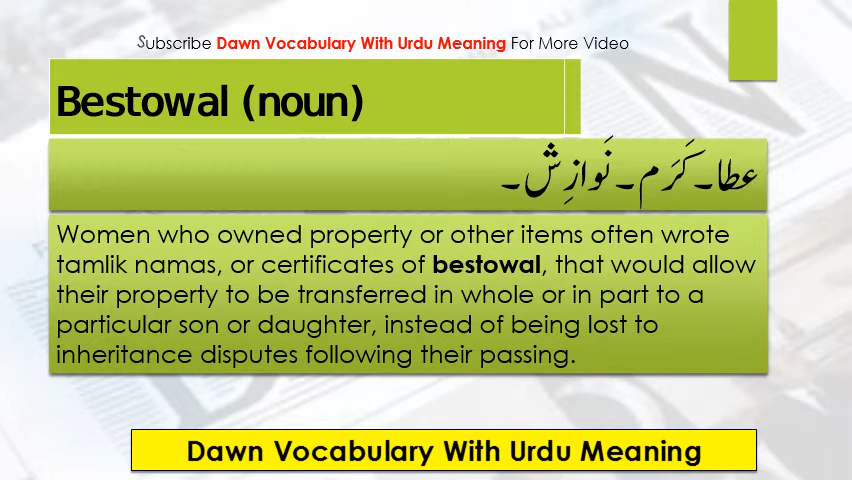 Subscribe Dawn Vocabulary With Urdu Meaning For More Video
Bestowal (noun)
عطا۔ کَرَم ۔ نَوازِش ۔
Women who owned property or other items often wrote
tamlik namas, or certificates of bestowal, that would allow
their property to be transferred in whole or in part to a
particular son or daughter, instead of being lost to
inheritance disputes following their passing.
Dawn Vocabulary With Urdu Meaning